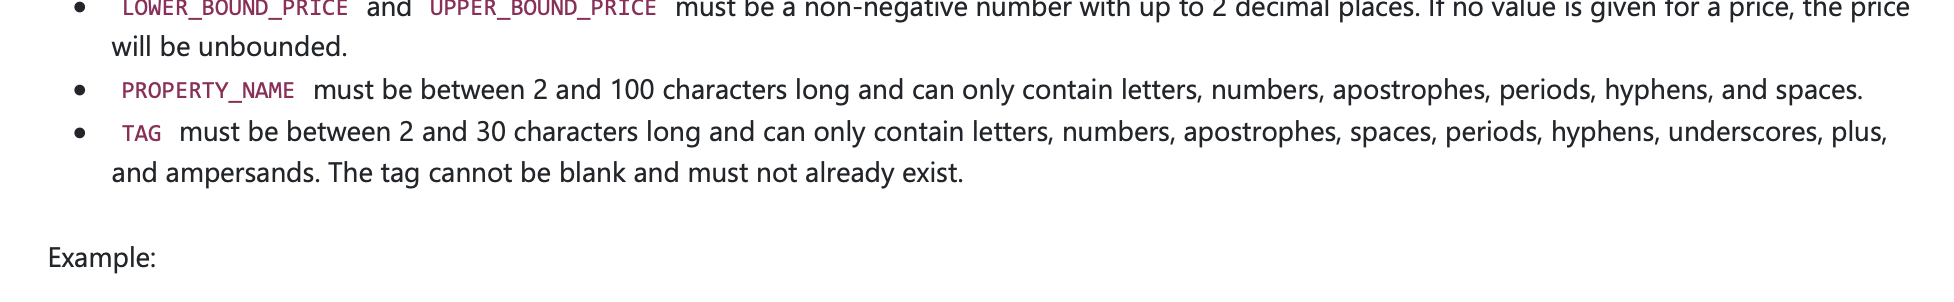 • LOWER_BOUND_PRICE and UPPER_BOUND_PRICE must be a non-negative number with up to 2 decimal places. If no value is given for a price, the price
will be unbounded.
• PROPERTY_NAME must be between 2 and 100 characters long and can only contain letters, numbers, apostrophes, periods, hyphens, and spaces.
• TAG must be between 2 and 30 characters long and can only contain letters, numbers, apostrophes, spaces, periods, hyphens, underscores, plus,
and ampersands. The tag cannot be blank and must not already exist.
Example: